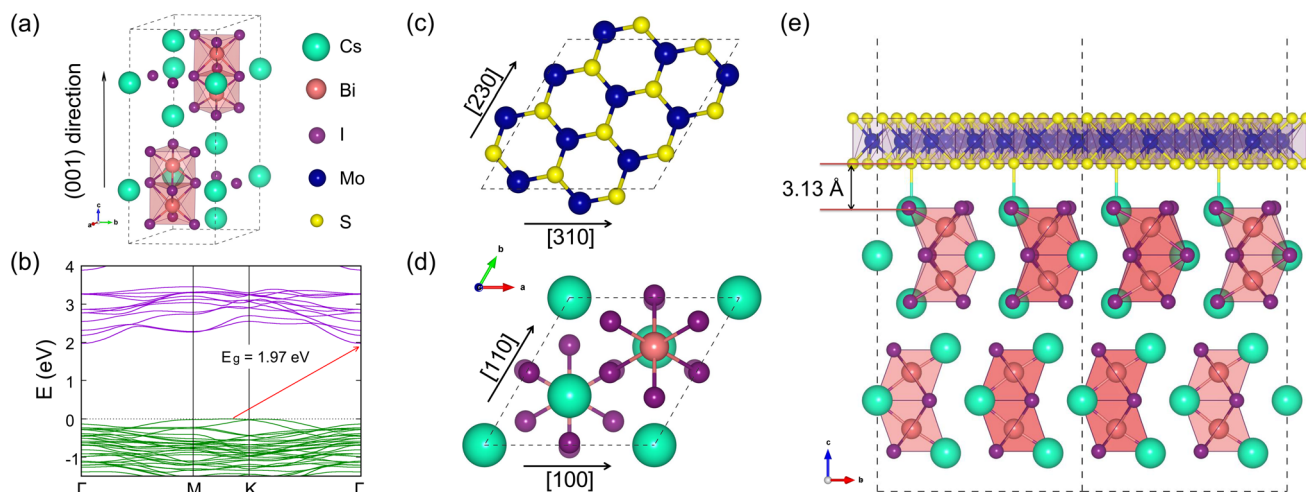 (a)
(001) direction
c
a
b
Cs
Bi
I
Mo
S
(b)
E (eV)
4
3
2
1
0
-1
E g = 1.97 eV
Γ
M
K
Γ
(c)
[230]
[310]
(d)
b
a
[110]
[100]
(e)
3.13 Å
c
b